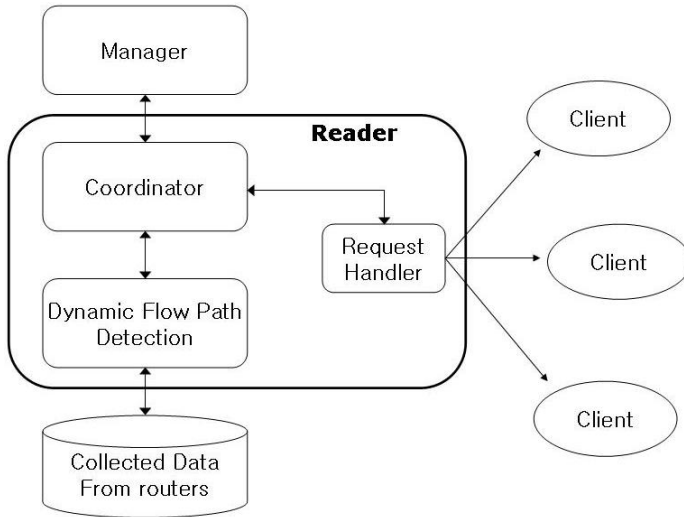 Manager
Reader
Coordinator
Request
Handler
Dynamic Flow Path
Detection
Collected Data
From routers
Client
Client
Client